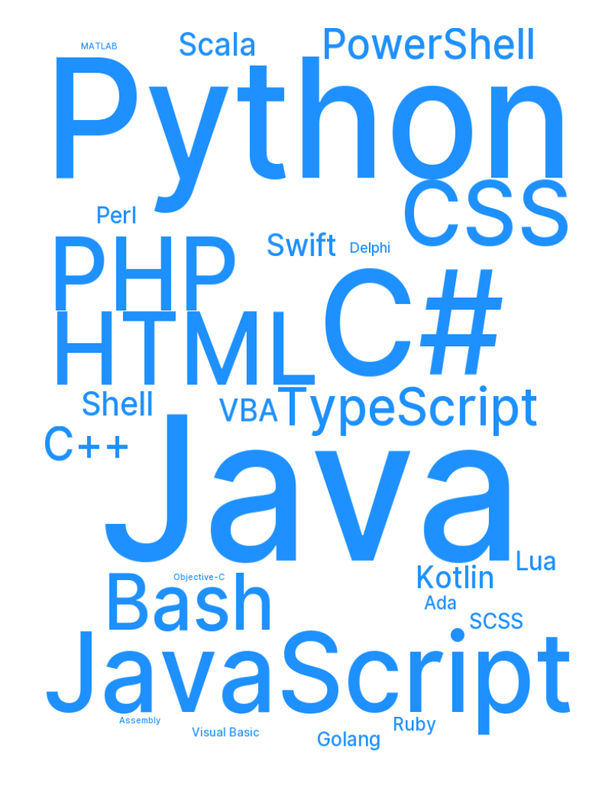 MATLAB
Scala
PowerShell
Python
CSS
Perl
Swift
Delphi
PHP
C#
HTML
Shell
VBA
TypeScript
C++
Java
Lua
Kotlin
Objective-C
Bash
Ada
SCSS
JavaScript
Assembly
Visual Basic
Ruby
Golang